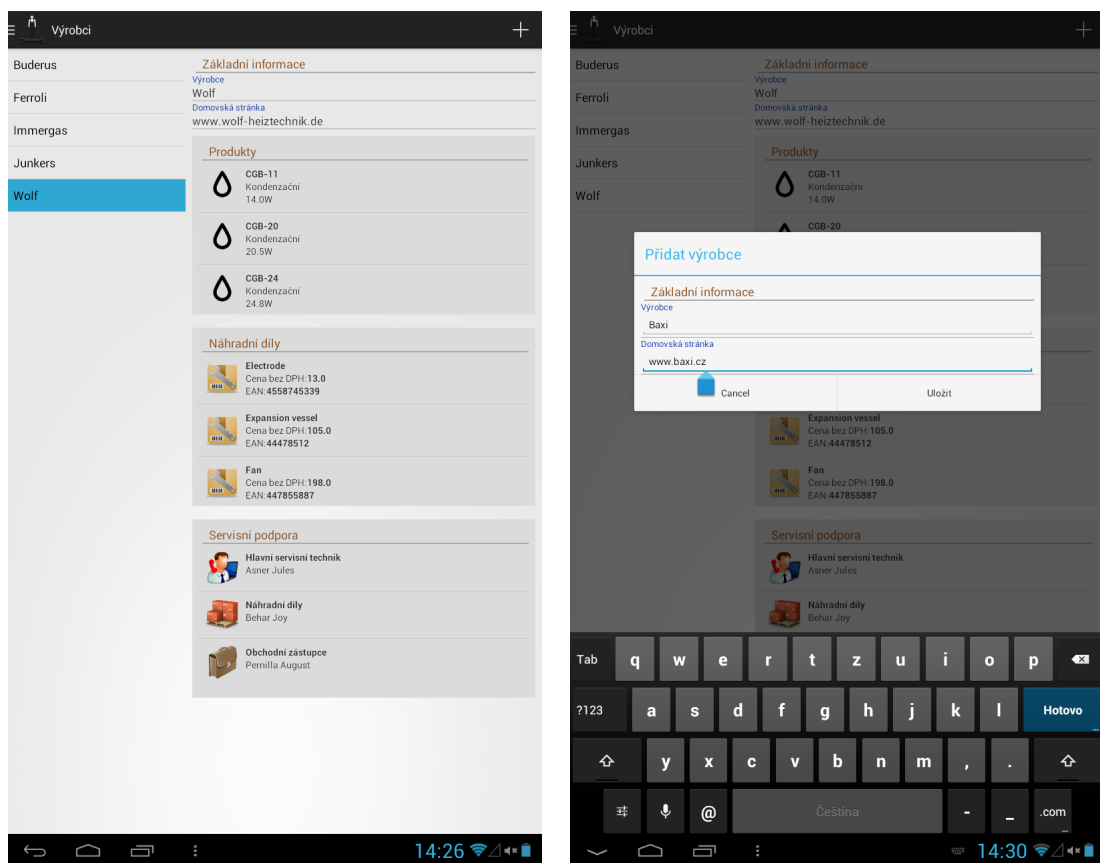 Výrobci
Buderus
Ferroli
Immergas
Junkers
Wolf
Základní informace
Výrobce
Wolf
Domovská stránka
www.wolf-heiztechnik.de
Produkty
CGB-11
Kondenzační
14.0W
CGB-20
Kondenzační
20.5W
CGB-24
Kondenzační
24.8W
Náhradní díly
Electrode
Cena bez DPH:13.0
EAN:4558745339
Expansion vessel
Cena bez DPH:105.0
EAN:44478512
Fan
Cena bez DPH:198.0
EAN:447855887
Servisní podpora
Hlavní servisní technik
Asner Jules
Náhradní díly
Behar Joy
Obchodní zástupce
Pernilla August
14:26
Výrobci
Buderus
Ferroli
Immergas
Junkers
Wolf
Základní informace
Výrobce
Wolf
Domovská stránka
www.wolf-heiztechnik.de
Produkty
CGB-11
Kondenzační
14.0W
CGB-20
Přidat výrobce
Základní informace
Výrobce
Baxi
Domovská stránka
www.baxi.cz
Cancel Uložit
Expansion vessel
Cena bez DPH:105.0
EAN:44478512
Fan
Cena bez DPH:198.0
EAN:447855887
Servisní podpora
Hlavní servisní technik
Asner Jules
Náhradní díly
Behar Joy
Tab q w e r t z u i o p
?123 a s d f g h j k l Hotovo
y x c v b n m , .
@ Čeština - _ .com
14:30